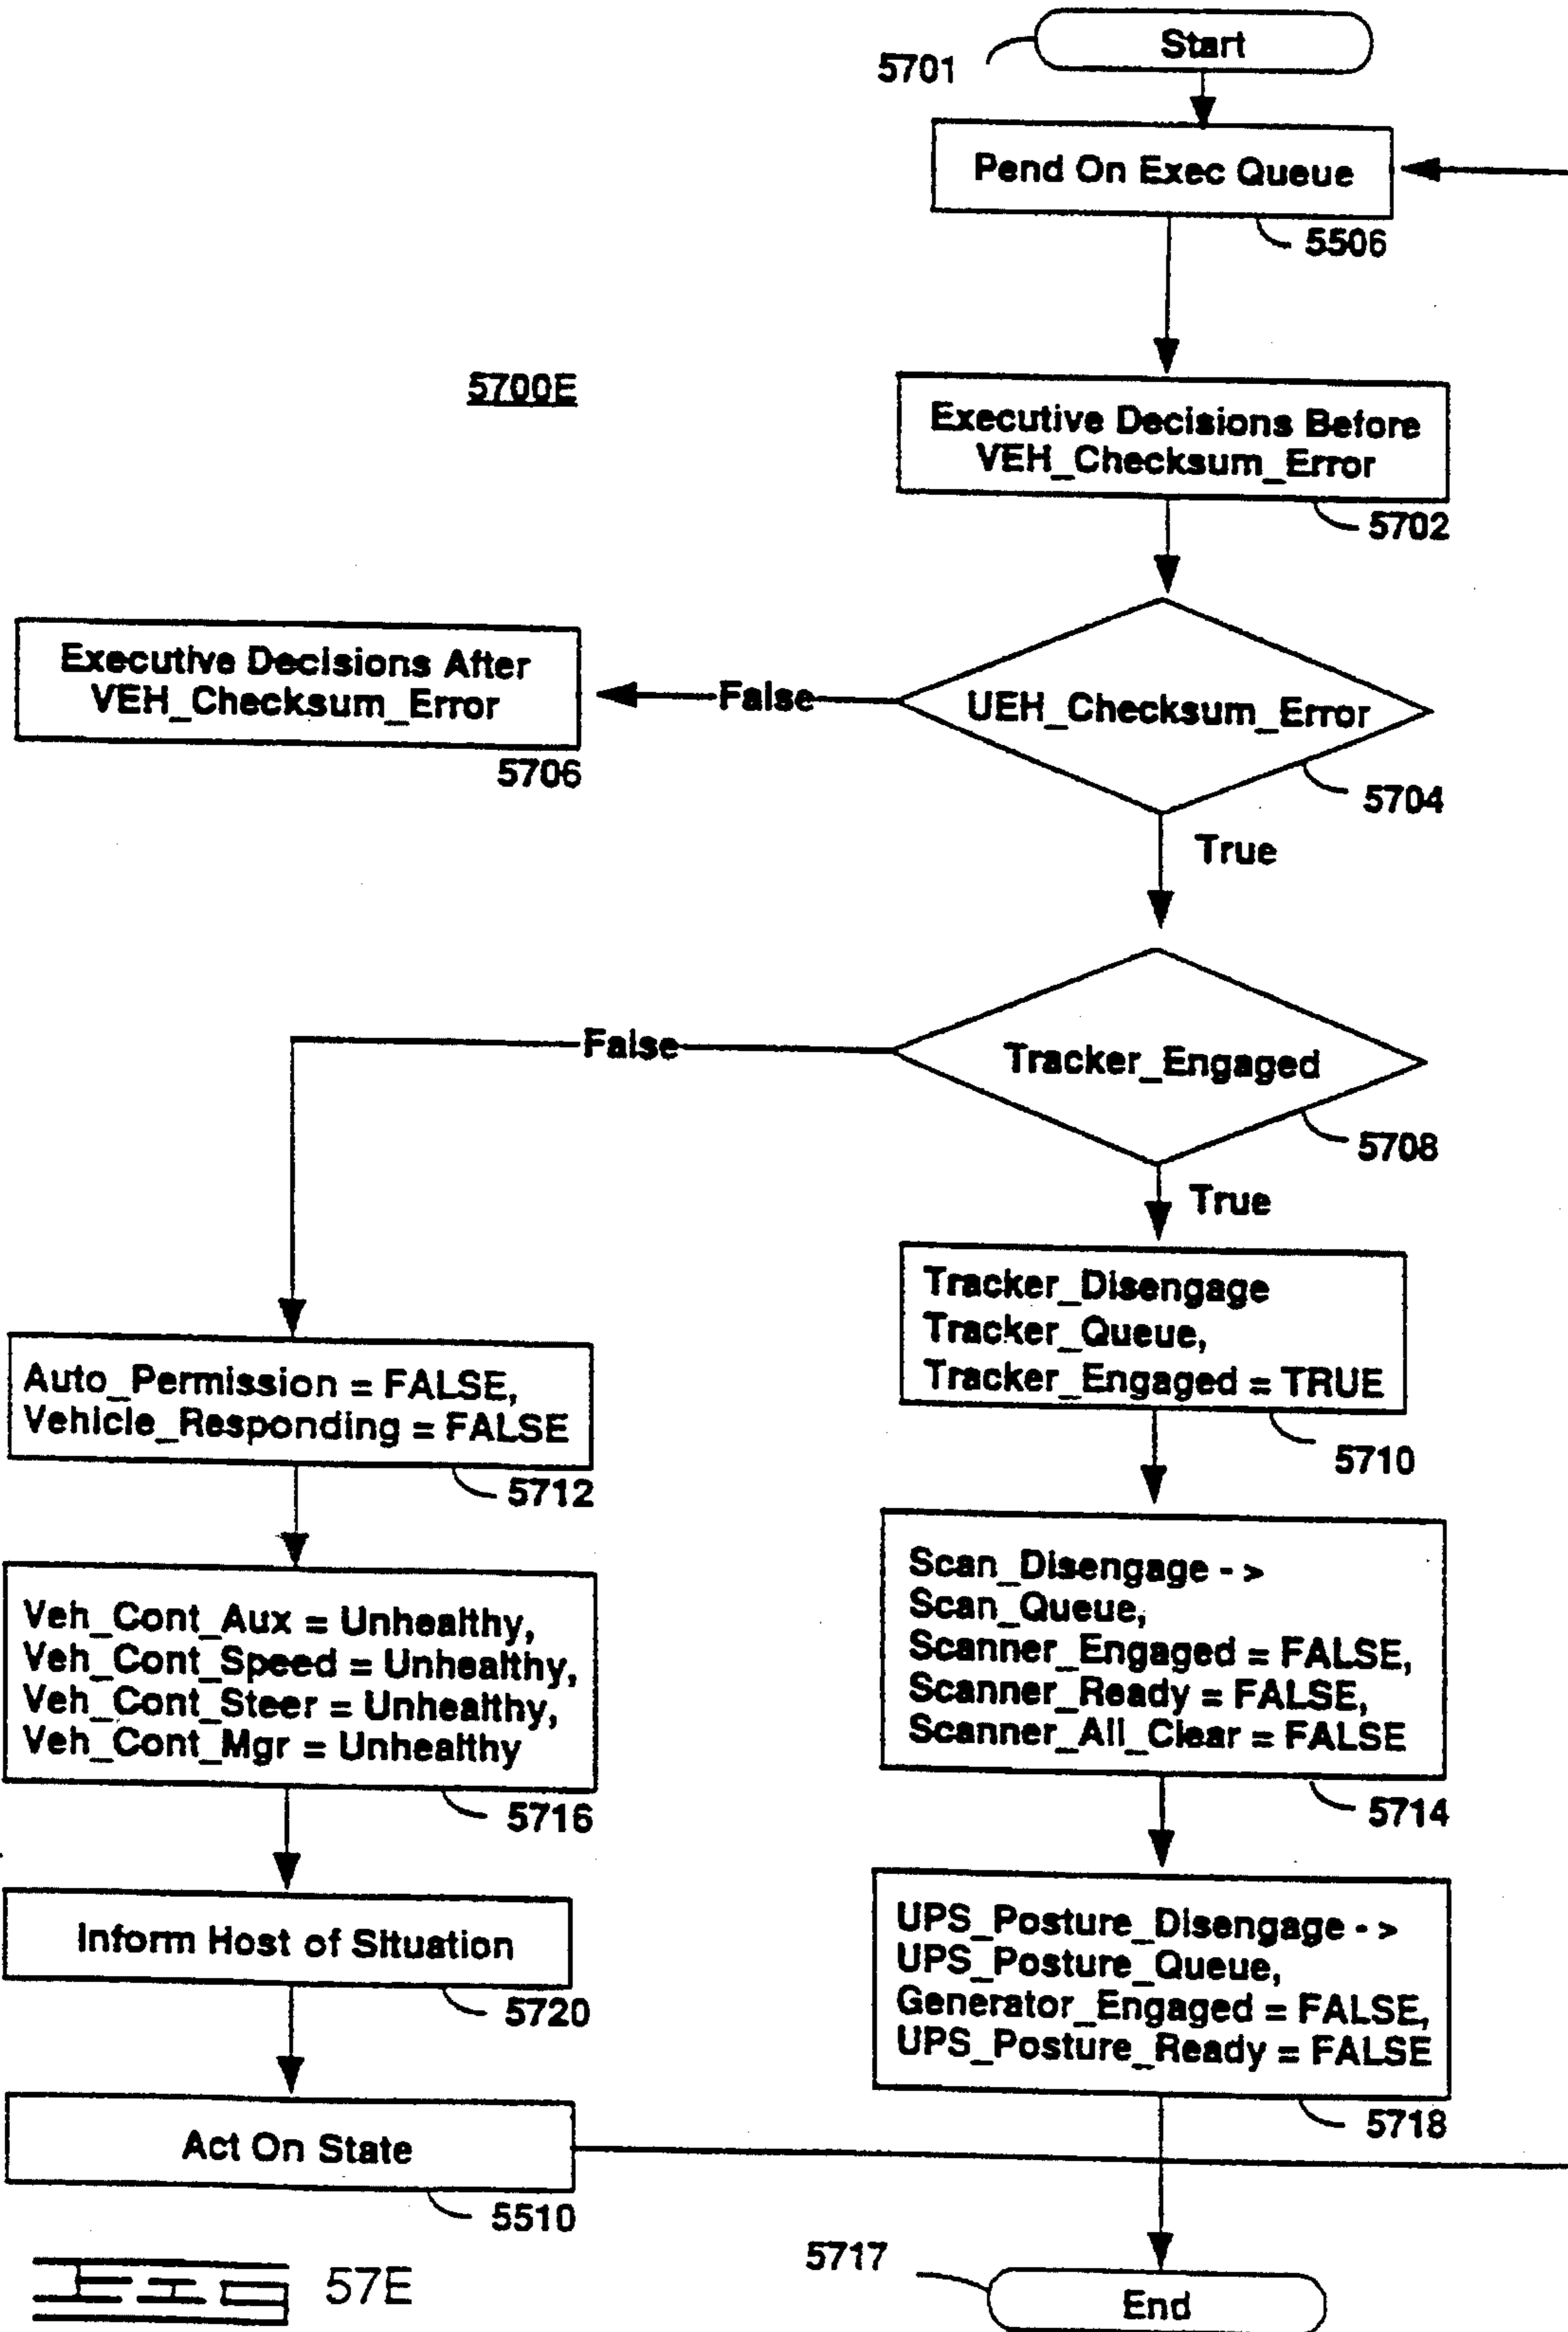 Start
5701
Pend On Exec Queue
5506
5700E
Executive Decisions Before
VEH_Checksum_Error
5702
Executive Decisions After
VEH_Checksum_Error
5706
False
UEH_Checksum_Error
5704
True
False
Tracker_Engaged
5708
True
Tracker_Disengage
Tracker_Queue,
Tracker_Engaged = TRUE
5710
Auto_Permission = FALSE,
Vehicle_Responding = FALSE
5712
Scan_Disengage - >
Scan_Queue,
Scanner_Engaged = FALSE,
Scanner_Ready = FALSE,
Scanner_All_Clear = FALSE
5714
Veh_Cont_Aux = Unhealthy,
Veh_Cont_Speed = Unhealthy,
Veh_Cont_Steer = Unhealthy,
Veh_Cont_Mgr = Unhealthy
5716
UPS_Posture_Disengage - >
UPS_Posture_Queue,
Generator_Engaged = FALSE,
UPS_Posture_Ready = FALSE
5718
Inform Host of Situation
5720
Act On State
5510
5717
End
FIG 57E